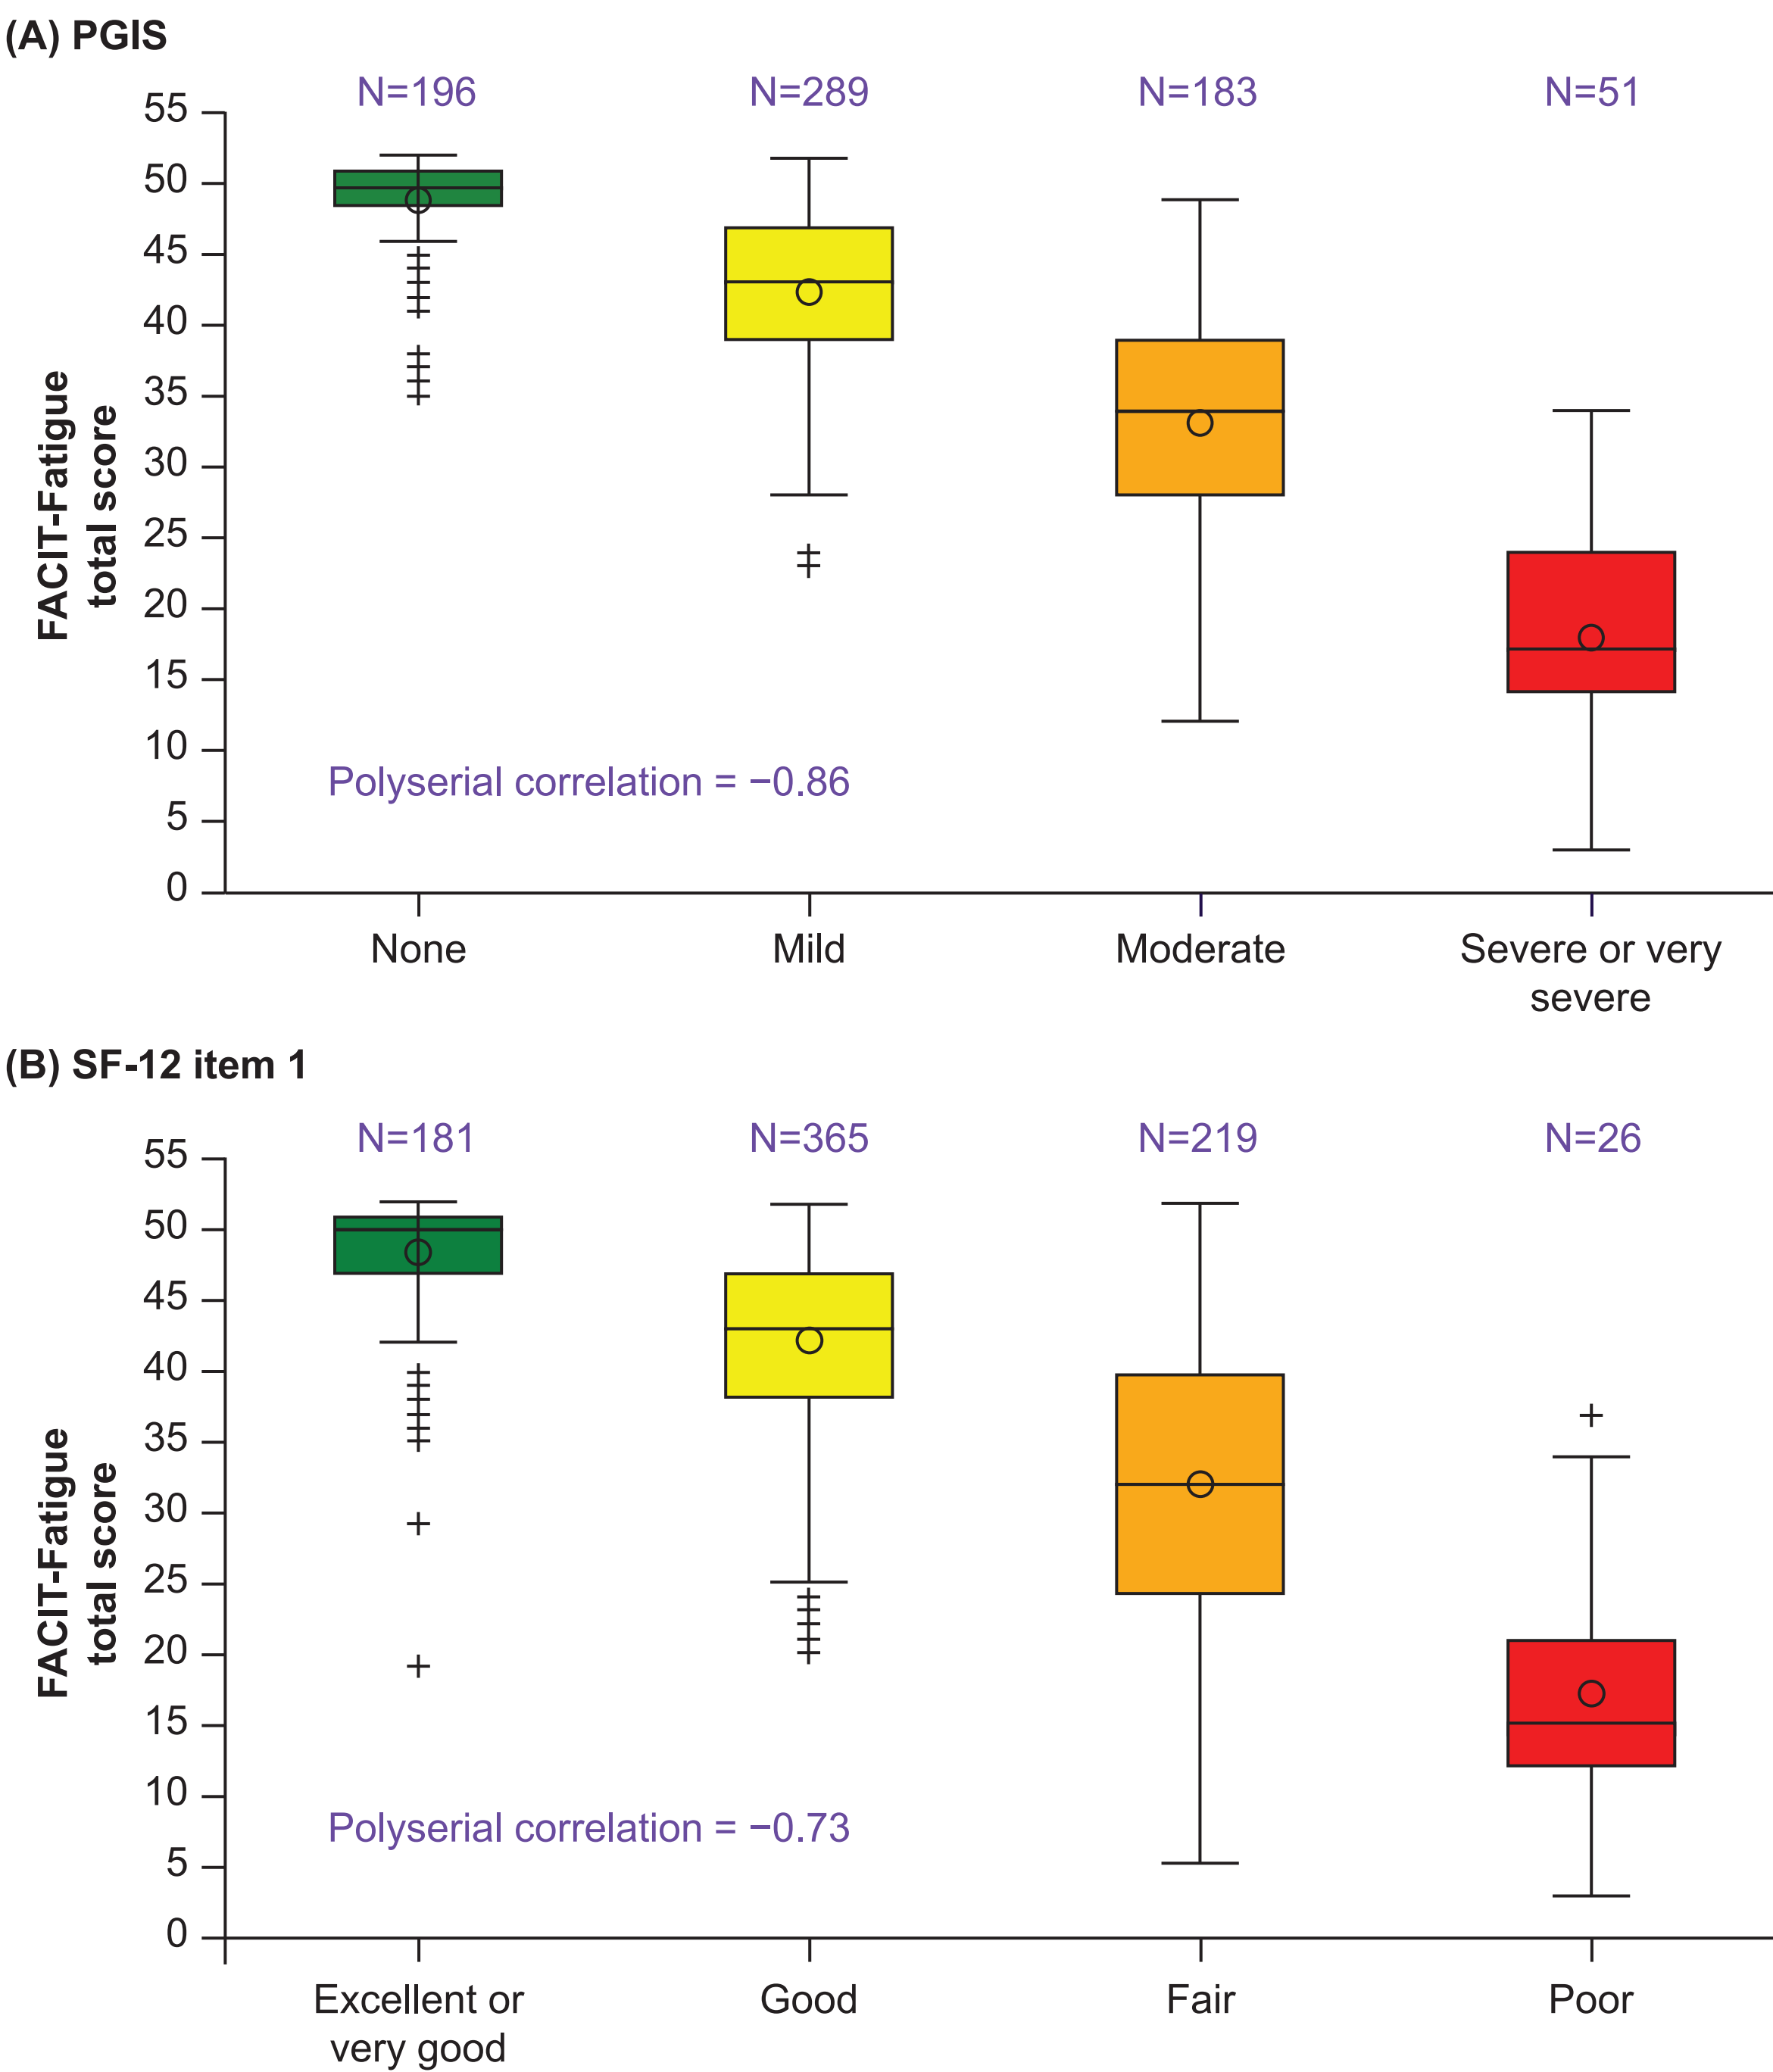 (A) PGIS
N=196 N=289 N=183 N=51
55
50
45
40
35
30
25
20
15
10
5
0
FACIT-Fatigue
total score
Polyserial correlation = −0.86
None Mild Moderate Severe or very
severe
(B) SF-12 item 1
N=181 N=365 N=219 N=26
55
50
45
40
35
30
25
20
15
10
5
0
FACIT-Fatigue
total score
Polyserial correlation = −0.73
Excellent or Good Fair Poor
very good